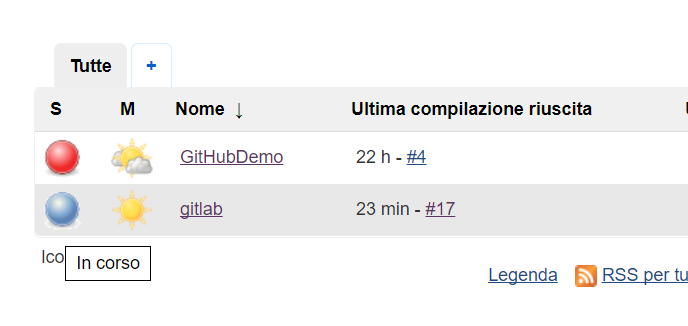 Tutte +
S M Nome ↓ Ultima compilazione riuscita
GitHubDemo 22 h - #4
gitlab 23 min - #17
Ico In corso
Legenda RSS per tu